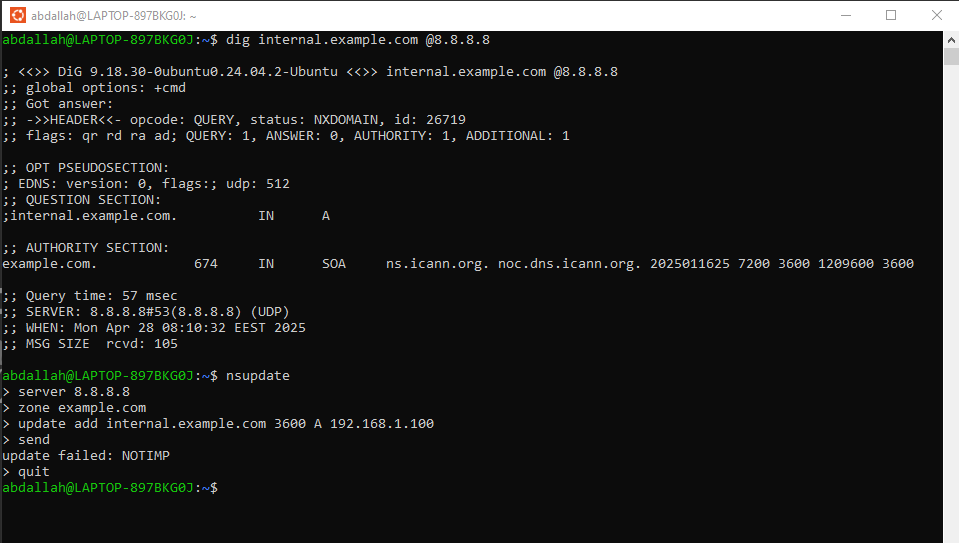 abdallah@LAPTOP-897BKG0J: ~
abdallah@LAPTOP-897BKG0J:~$ dig internal.example.com @8.8.8.8

; <<>> DiG 9.18.30-0ubuntu0.24.04.2-Ubuntu <<>> internal.example.com @8.8.8.8
;; global options: +cmd
;; Got answer:
;; ->>HEADER<<- opcode: QUERY, status: NXDOMAIN, id: 26719
;; flags: qr rd ra ad; QUERY: 1, ANSWER: 0, AUTHORITY: 1, ADDITIONAL: 1

;; OPT PSEUDOSECTION:
; EDNS: version: 0, flags:; udp: 512
;; QUESTION SECTION:
;internal.example.com.          IN      A

;; AUTHORITY SECTION:
example.com.            674     IN      SOA     ns.icann.org. noc.dns.icann.org. 2025011625 7200 3600 1209600 3600

;; Query time: 57 msec
;; SERVER: 8.8.8.8#53(8.8.8.8) (UDP)
;; WHEN: Mon Apr 28 08:10:32 EEST 2025
;; MSG SIZE  rcvd: 105

abdallah@LAPTOP-897BKG0J:~$ nsupdate
> server 8.8.8.8
> zone example.com
> update add internal.example.com 3600 A 192.168.1.100
> send
update failed: NOTIMP
> quit
abdallah@LAPTOP-897BKG0J:~$